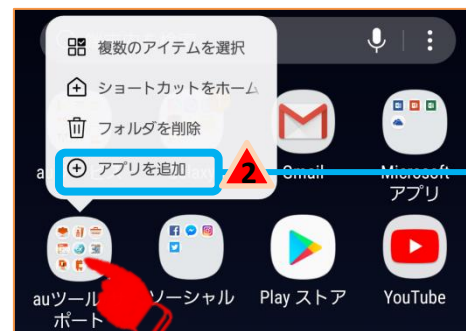 複数のアイテムを選択
ショートカットをホーム
フォルダを削除
アプリを追加
2
Gmail
Microsoft
アプリ
auツール
ポート
ソーシャル
Play ストア
YouTube